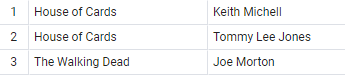 1 House of Cards Keith Michell
2 House of Cards Tommy Lee Jones
3 The Walking Dead Joe Morton